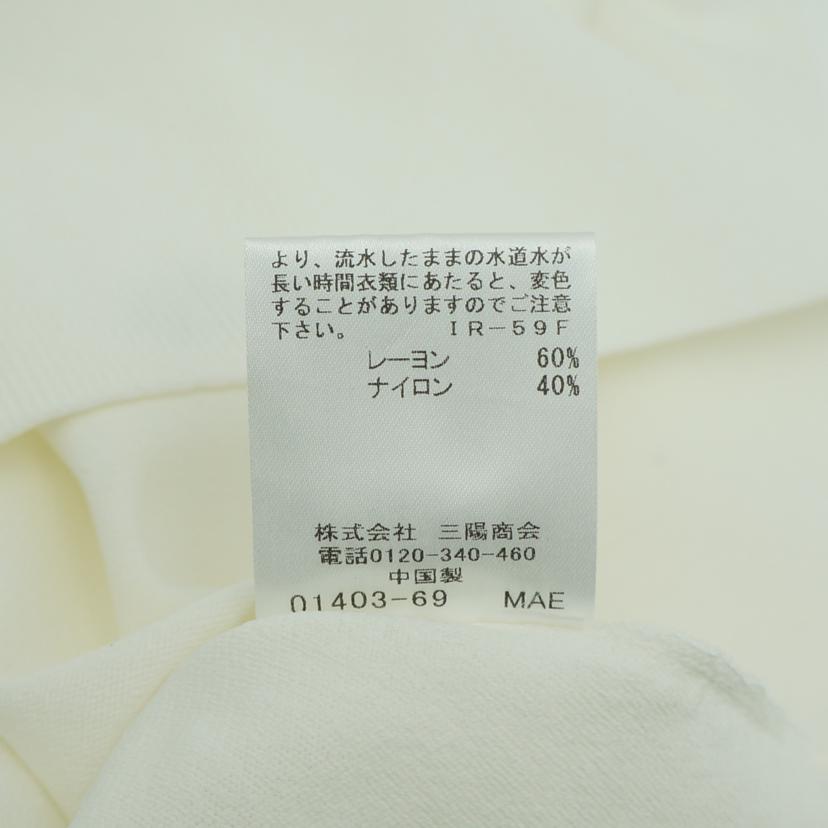 より、流水したままの水道水が
長い時間衣類にあたると、変色
することがありますのでご注意
下さい。 IR-59F
レーヨン 60%
ナイロン 40%
株式会社 三陽商会
電話0120-340-460
中国製
01403-69 MAE